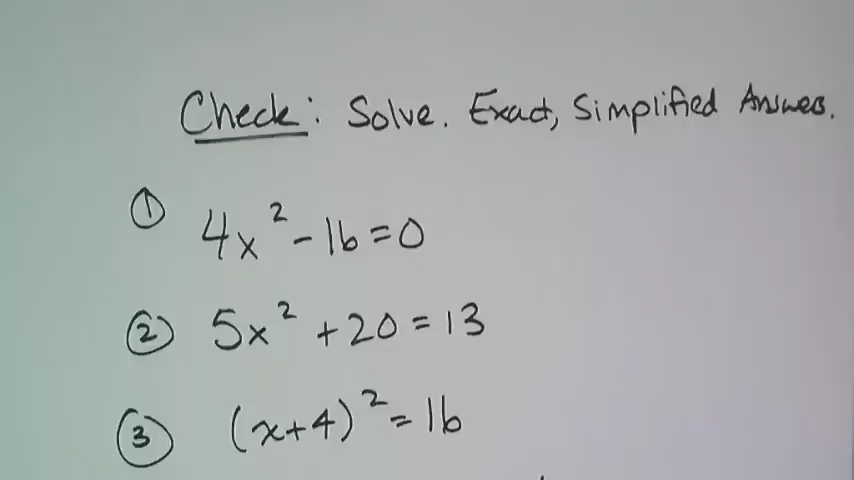 Check: Solve. Exact, Simplified Answers.
① 4x² - 16 = 0
② 5x² + 20 = 13
③ (x+4)² = 16